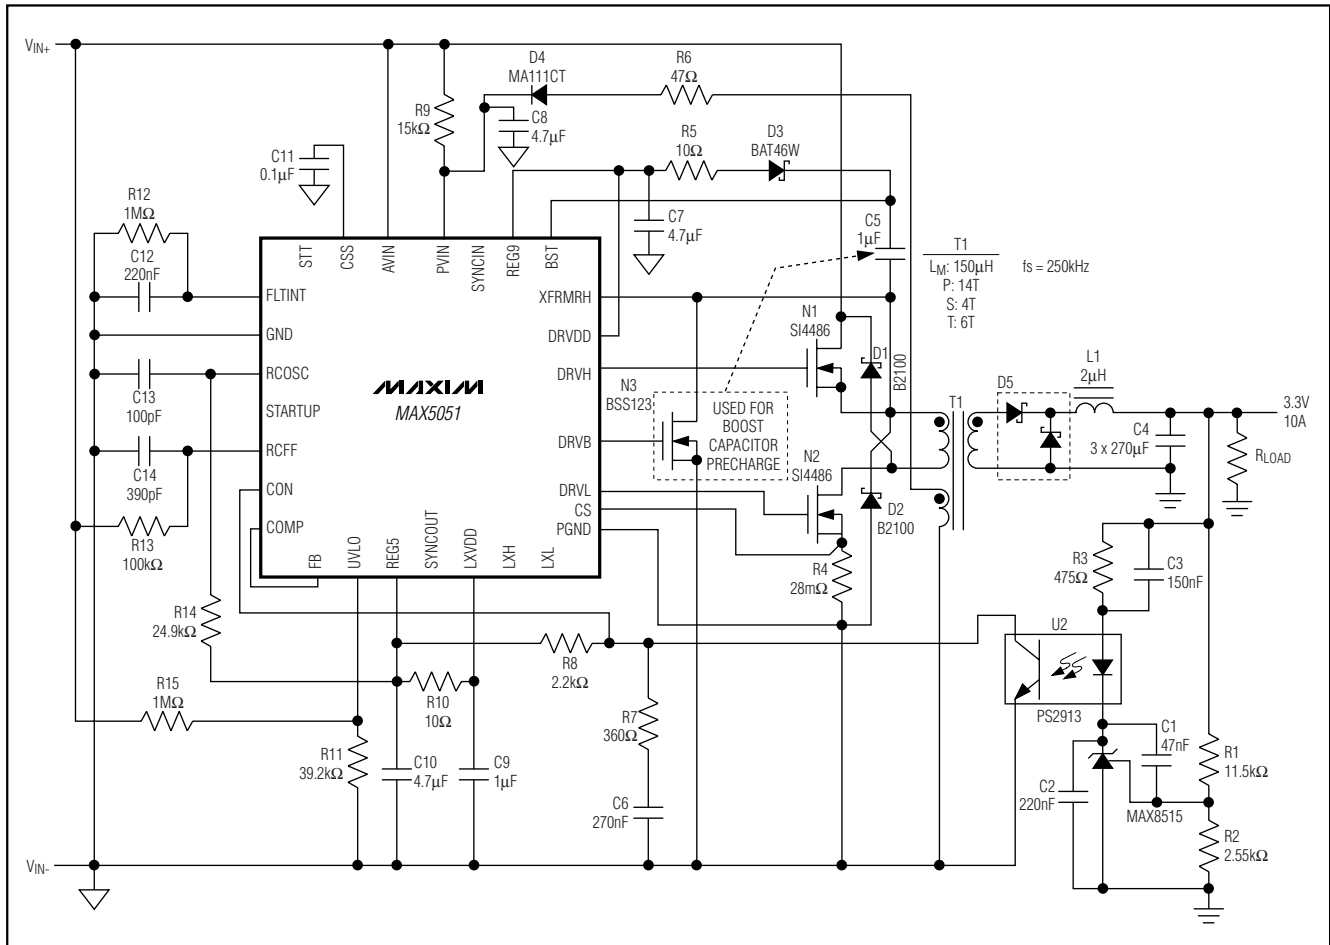 VIN+
D4
MA111CT
R6
47Ω
R9
15kΩ
C8
4.7µF
R5
10Ω
D3
BAT46W
C11
0.1µF
R12
1MΩ
C12
220nF
C7
4.7µF
C5
1µF
T1
LM: 150µH
P: 14T
S: 4T
T: 6T
fS = 250kHz
STT
CSS
AVIN
PVIN
SYNCIN
REG9
BST
FLTINT
GND
RCOSC
STARTUP
RCFF
CON
COMP
XFRMRH
DRVDD
DRVH
DRVB
DRVL
CS
PGND
FB
UVLO
REG5
SYNCOUT
LXVDD
LXH
LXL
MAXIM
MAX5051
C13
100pF
C14
390pF
R13
100kΩ
N1
SI4486
D1
B2100
N3
BSS123
USED FOR
BOOST
CAPACITOR
PRECHARGE
N2
SI4486
D2
B2100
T1
D5
L1
2µH
C4
3 x 270µF
3.3V
10A
RLOAD
R4
28mΩ
R3
475Ω
C3
150nF
U2
PS2913
R14
24.9kΩ
R15
1MΩ
R8
2.2kΩ
R10
10Ω
R7
360Ω
R11
39.2kΩ
C10
4.7µF
C9
1µF
C6
270nF
C1
47nF
C2
220nF
MAX8515
R1
11.5kΩ
R2
2.55kΩ
VIN-